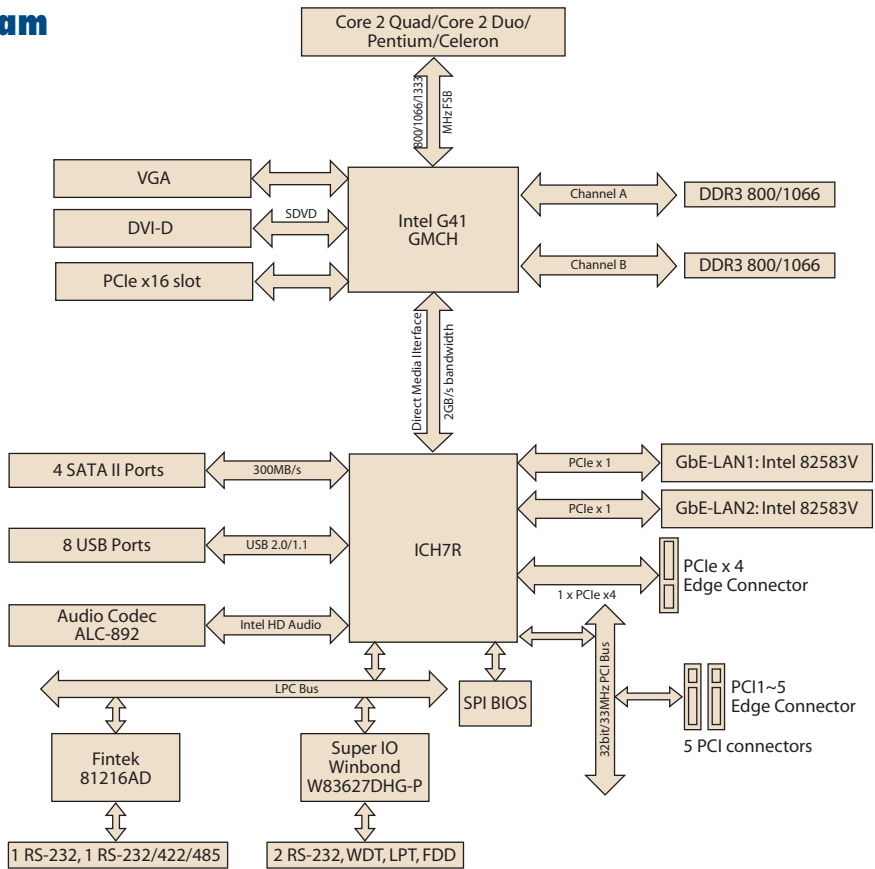 am
Core 2 Quad/Core 2 Duo/
Pentium/Celeron
800/1066/1333
MHz FSB
VGA
DVI-D
SDVD
PCIe x16 slot
Intel G41
GMCH
Channel A
DDR3 800/1066
Channel B
DDR3 800/1066
Direct Media IIterface
2GB/s bandwidth
4 SATA II Ports
300MB/s
8 USB Ports
USB 2.0/1.1
Audio Codec
ALC-892
Intel HD Audio
ICH7R
PCIe x 1
GbE-LAN1: Intel 82583V
PCIe x 1
GbE-LAN2: Intel 82583V
1 x PCIe x4
PCIe x 4
Edge Connector
32bit/33MHz PCI Bus
PCI1~5
Edge Connector
5 PCI connectors
LPC Bus
SPI BIOS
Fintek
81216AD
Super IO
Winbond
W83627DHG-P
1 RS-232, 1 RS-232/422/485
2 RS-232, WDT, LPT, FDD